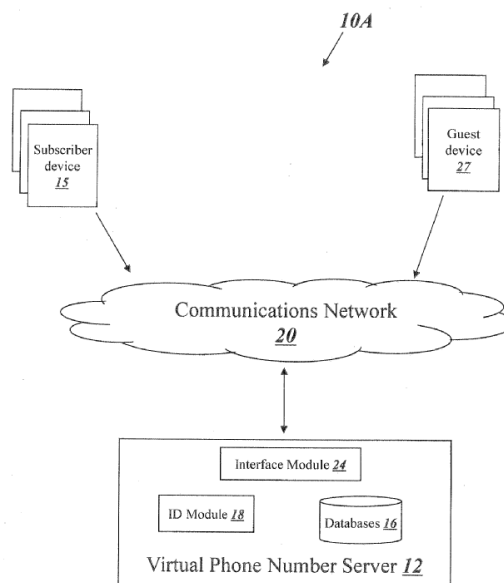 10A
Subscriber
device
15
Guest
device
27
Communications Network
20
Interface Module 24
ID Module 18
Databases 16
Virtual Phone Number Server 12